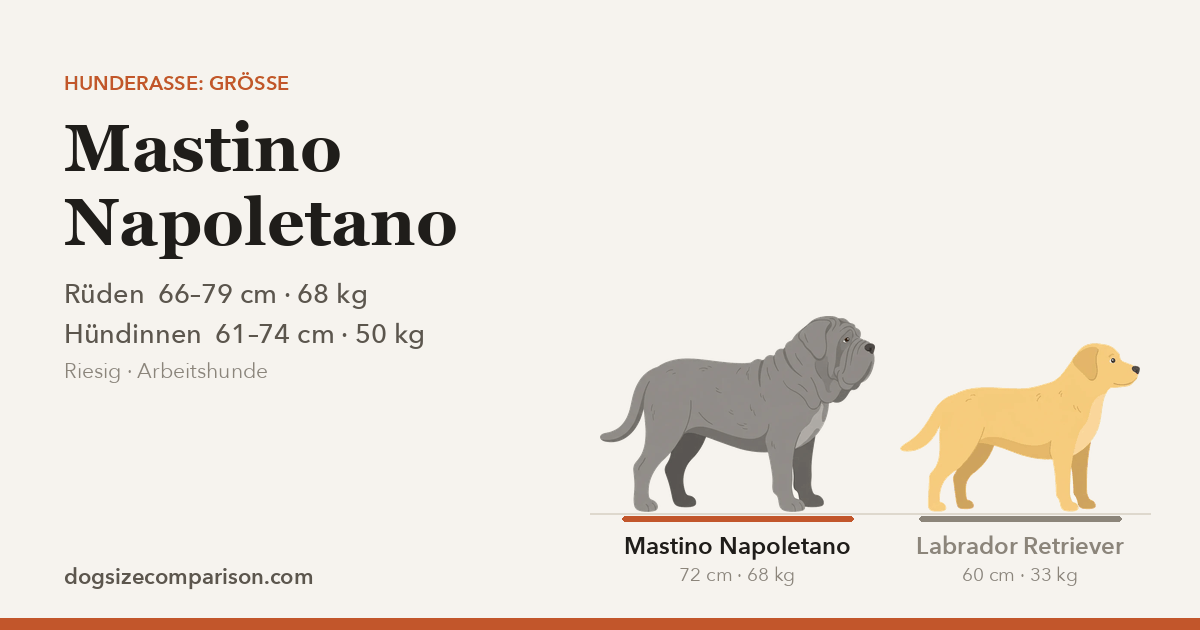 HUNDERASSE: GRÖSSE
Mastino
Napoletano
Rüden 66–79 cm · 68 kg
Hündinnen 61–74 cm · 50 kg
Riesig · Arbeitshunde
Mastino Napoletano
72 cm · 68 kg
Labrador Retriever
60 cm · 33 kg
dogsizecomparison.com